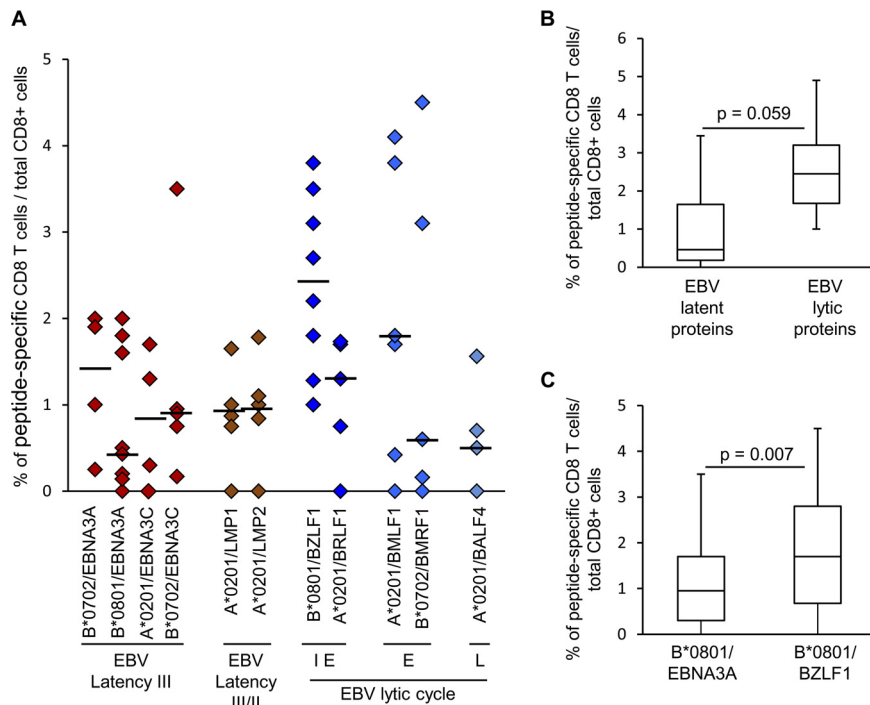 A
% of peptide-specific CD8 T cells / total CD8+ cells
5
4
3
2
1
0
B*0702/EBNA3A
B*0801/EBNA3A
A*0201/EBNA3C
B*0702/EBNA3C
A*0201/LMP1
A*0201/LMP2
B*0801/BZLF1
A*0201/BRLF1
A*0201/BMLF1
B*0702/BMRF1
A*0201/BALF4
EBV
Latency III
EBV
Latency
III/II
I E
E
L
EBV lytic cycle
B
% of peptide-specific CD8 T cells/
total CD8+ cells
6
5
4
3
2
1
0
p = 0.059
EBV
latent
proteins
EBV
lytic
proteins
C
% of peptide-specific CD8 T cells/
total CD8+ cells
5
4
3
2
1
0
p = 0.007
B*0801/
EBNA3A
B*0801/
BZLF1